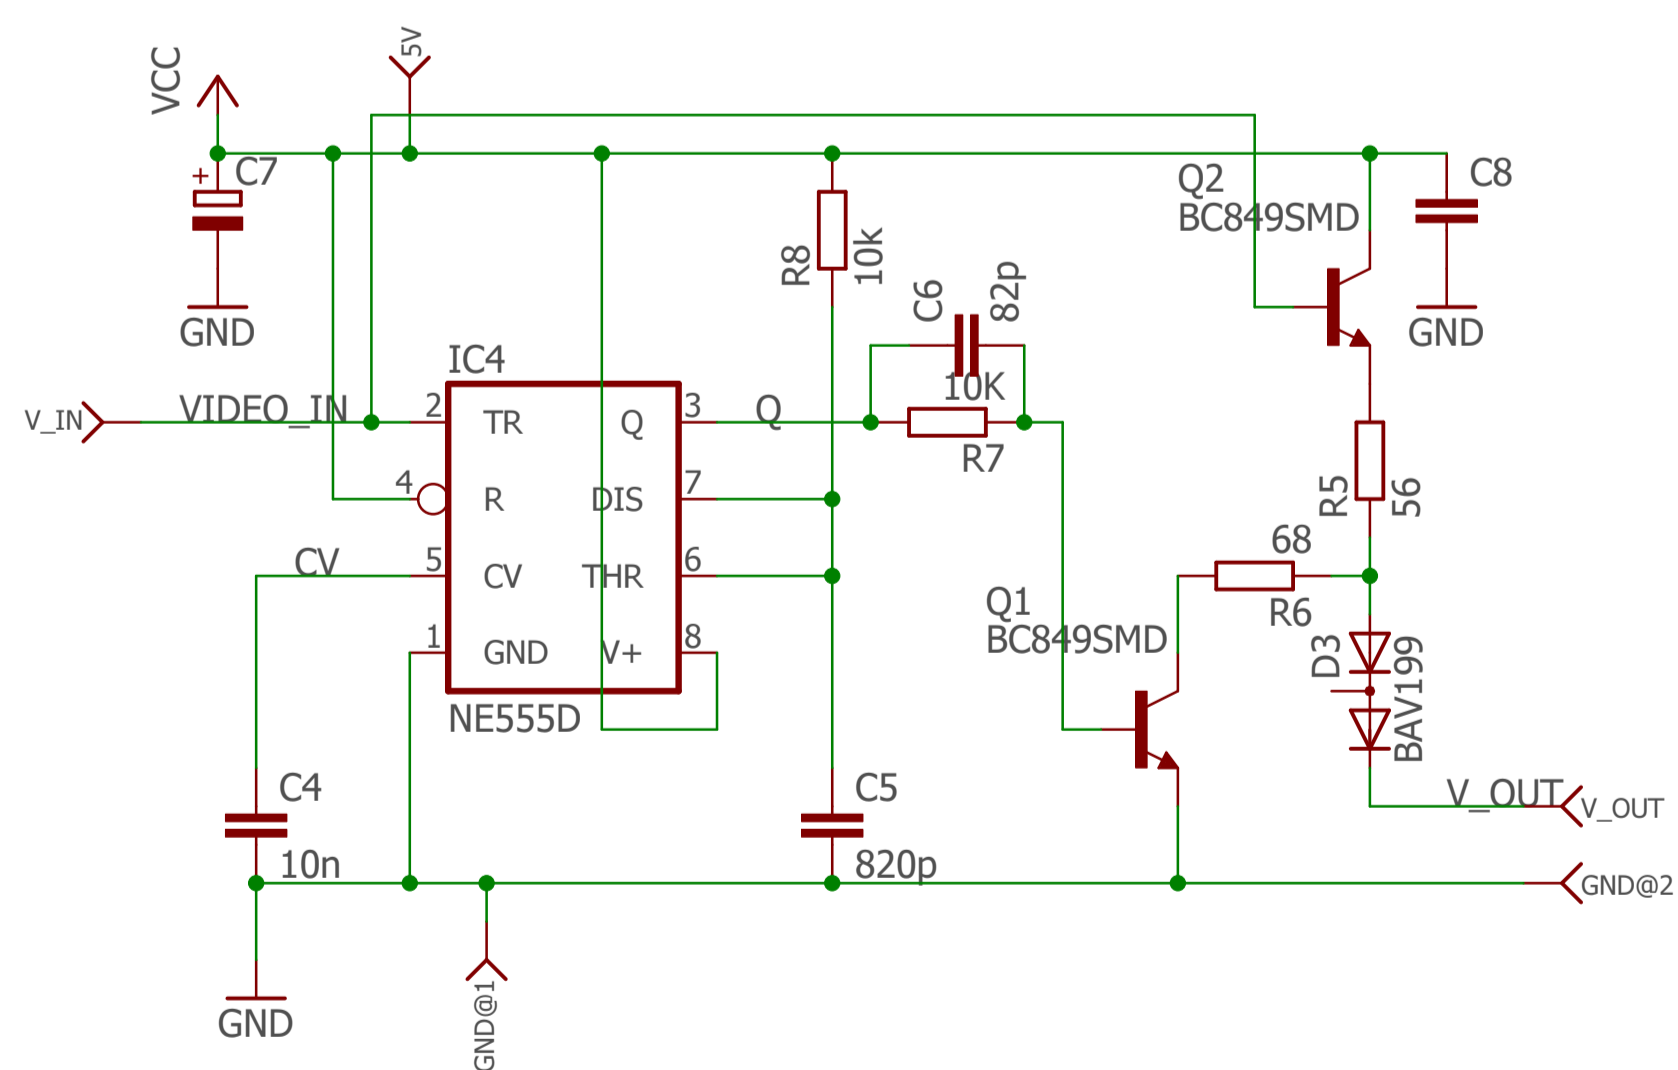 5V
VCC
+
C7
Q2
BC849SMD
C8
R8
10k
C6
82p
GND
GND
IC4
10K
V_IN
VIDEO_IN
2
TR
Q
3
Q
R7
4
R
DIS
7
R5
56
CV
5
CV
THR
6
68
R6
Q1
BC849SMD
1
GND
V+
8
D3
BAV199
NE555D
C4
10n
C5
820p
V_OUT
V_OUT
GND@2
GND@1
GND